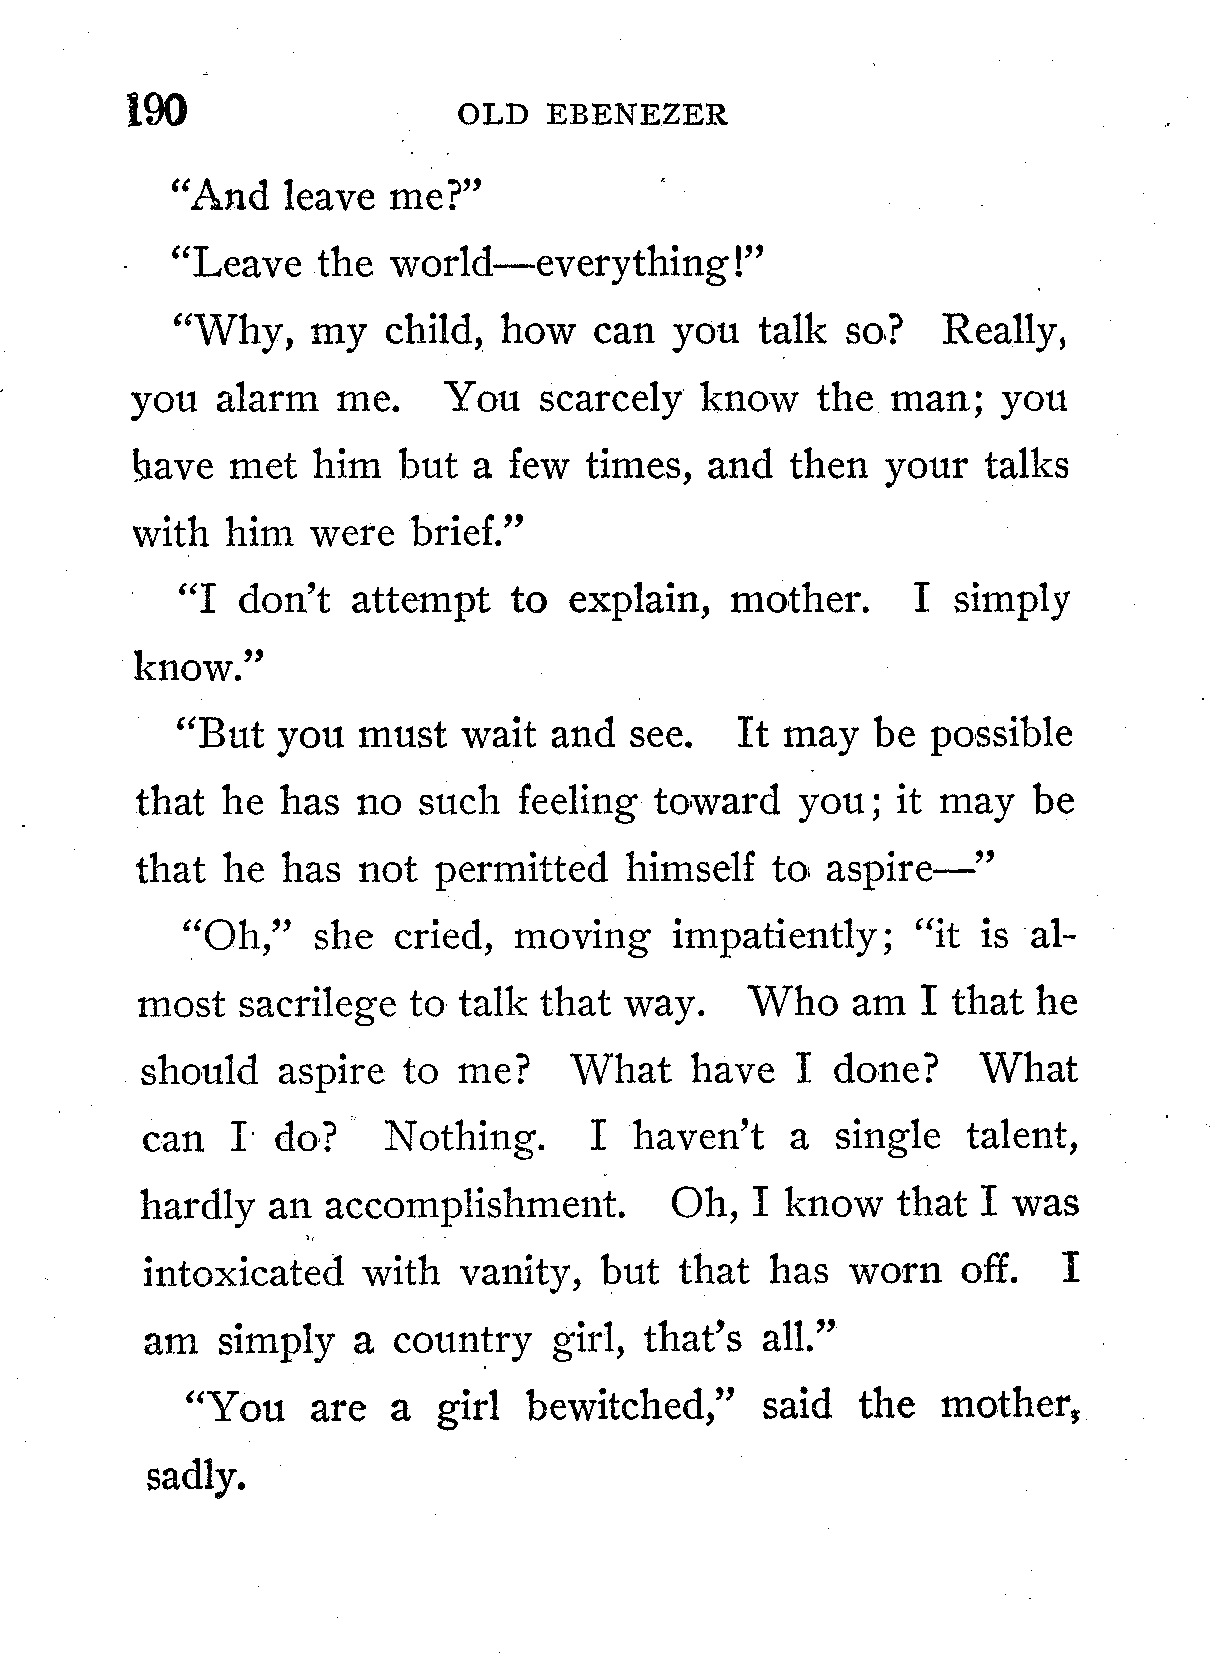 190 OLD EBENEZER
“And leave me?”
“Leave the world—everything!”
“Why, my child, how can you talk so? Really,
you alarm me. You scarcely know the man; you
have met him but a few times, and then your talks
with him were brief.”
“I don’t attempt to explain, mother. I simply
know.”
“But you must wait and see. It may be possible
that he has no such feeling toward you; it may be
that he has not permitted himself to aspire—”
“Oh,” she cried, moving impatiently; “it is al-
most sacrilege to talk that way. Who am I that he
should aspire to me? What have I done? What
can I do? Nothing. I haven’t a single talent,
hardly an accomplishment. Oh, I know that I was
intoxicated with vanity, but that has worn off. I
am simply a country girl, that’s all.”
“You are a girl bewitched,” said the mother,
sadly.